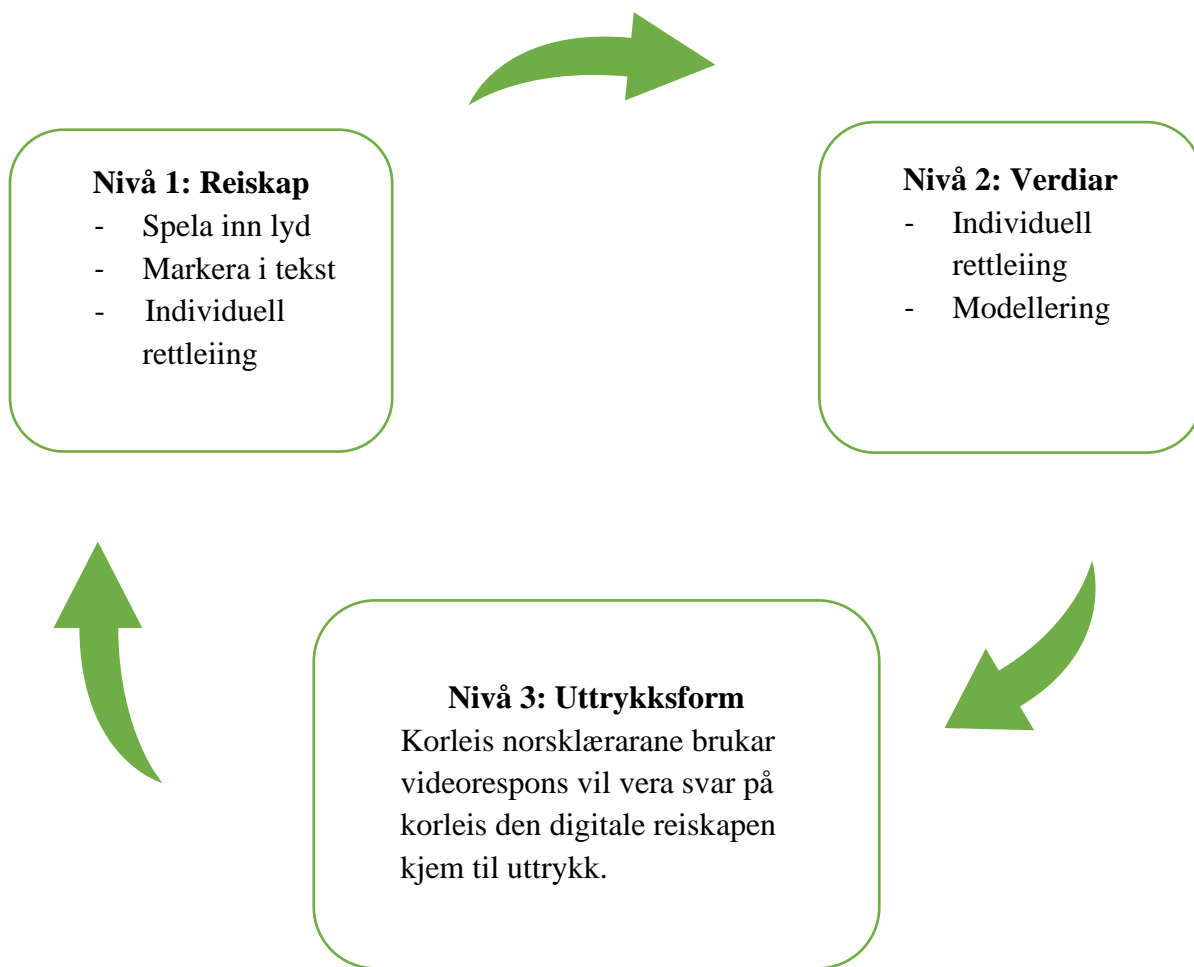 Nivå 1: Reiskap
- Spela inn lyd
- Markera i tekst
- Individuell
rettleiing
Nivå 2: Verdiar
- Individuell
rettleiing
- Modellering
Nivå 3: Uttrykksform
Korleis norsklærarane brukar
videorespons vil vera svar på
korleis den digitale reiskapen
kjem til uttrykk.